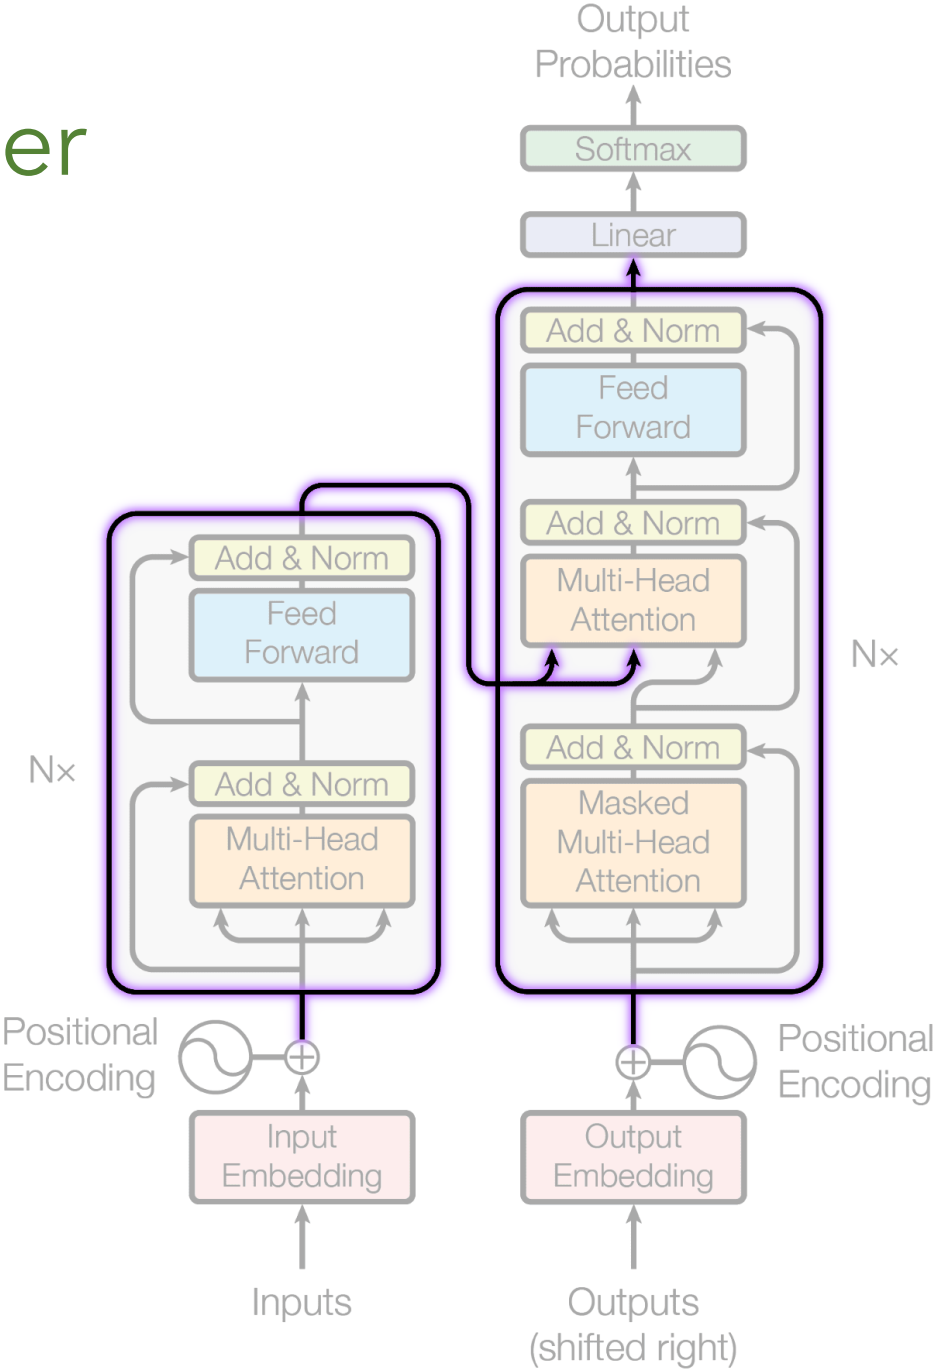 er
Output
Probabilities
Softmax
Linear
Add & Norm
Feed
Forward
Add & Norm
Multi-Head
Attention
Nx
Add & Norm
Masked
Multi-Head
Attention
Add & Norm
Feed
Forward
Nx
Add & Norm
Multi-Head
Attention
Positional
Encoding
Positional
Encoding
Input
Embedding
Output
Embedding
Inputs
Outputs
(shifted right)